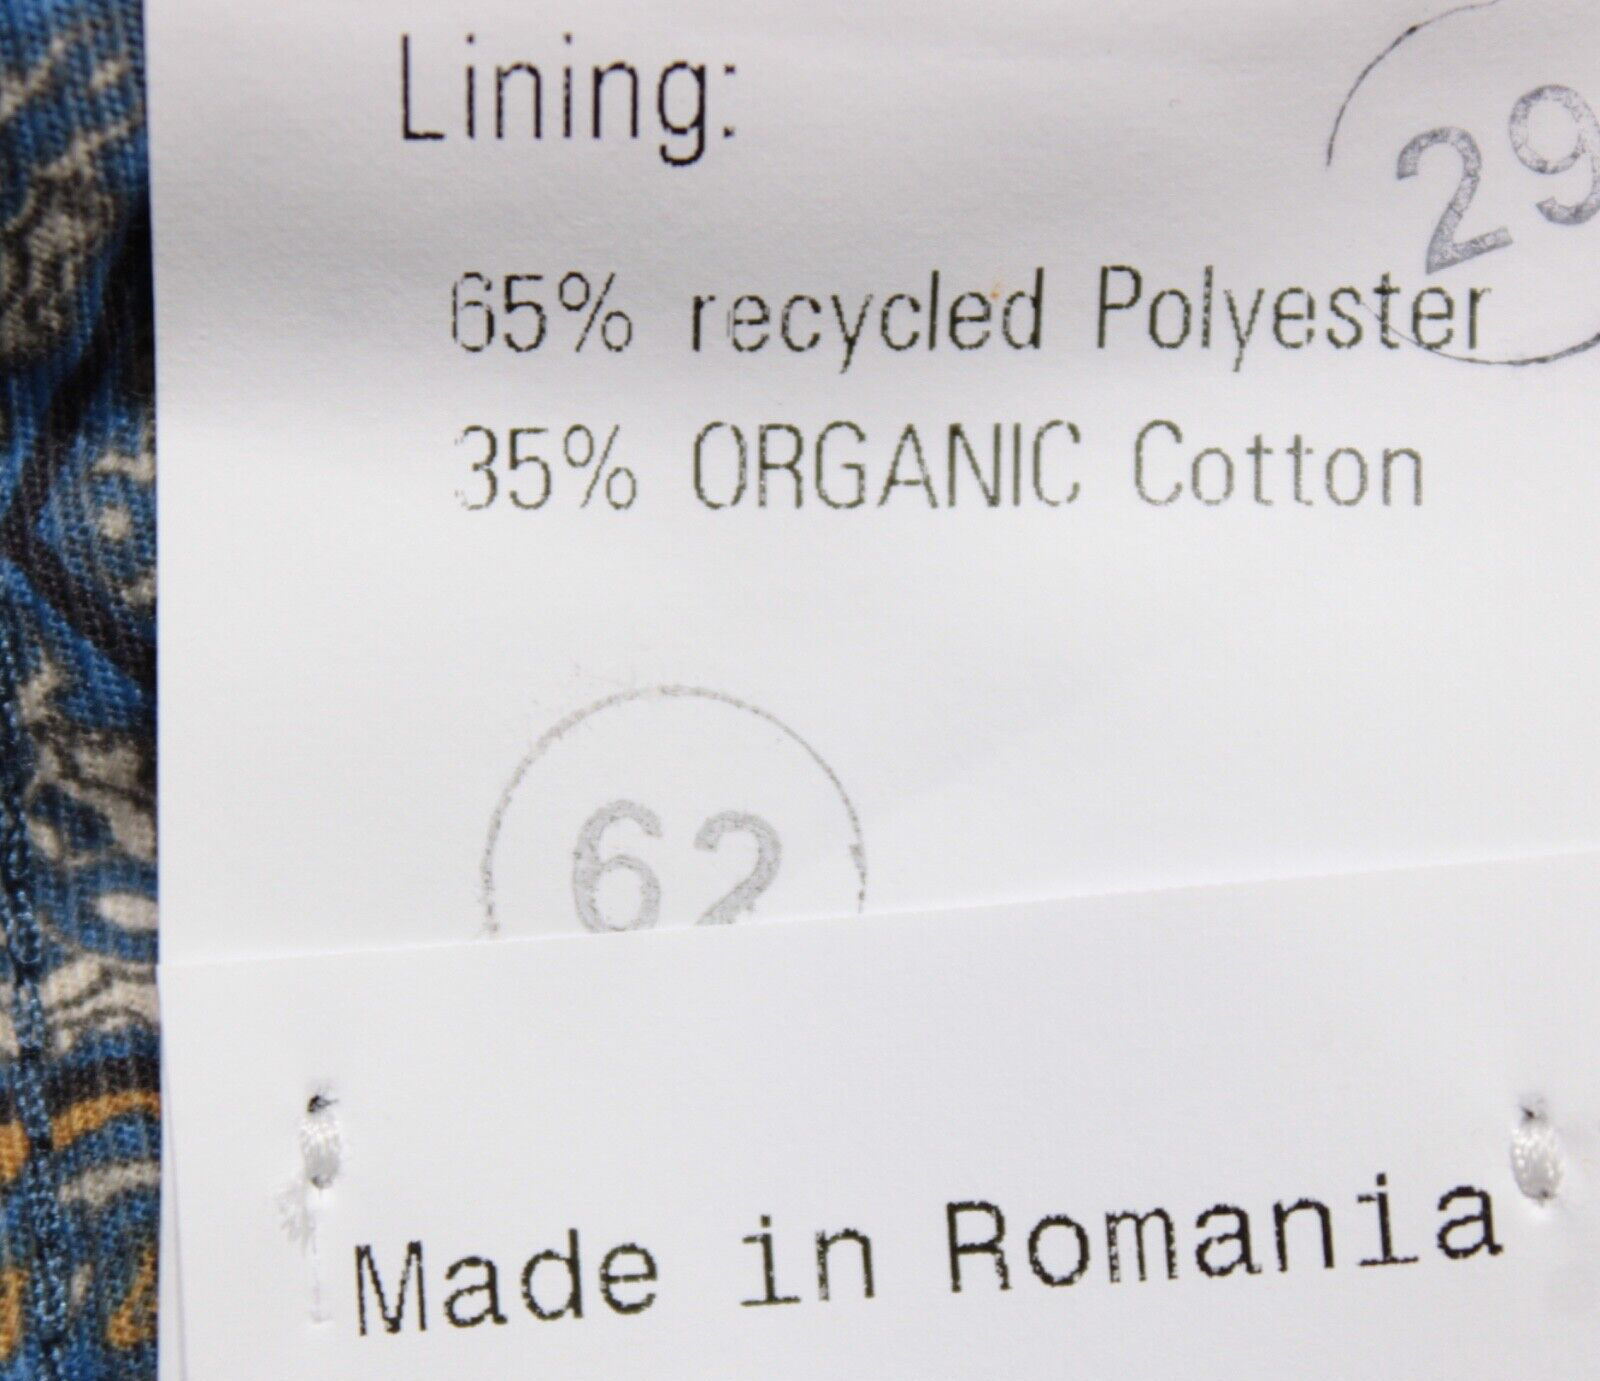 Lining:
29
65% recycled Polyester
35% ORGANIC Cotton
62
Made in Romania